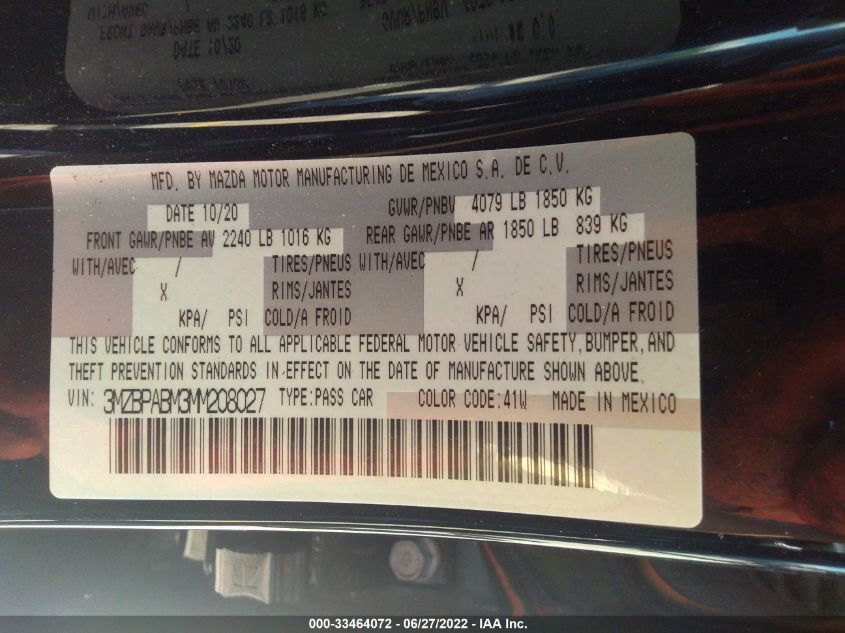 MFD. BY MAZDA MOTOR MANUFACTURING DE MEXICO S.A. DE C.V.
DATE 10/20 GVWR/PNBV 4079 LB 1850 KG
FRONT GAWR/PNBE AV 2240 LB 1016 KG REAR GAWR/PNBE AR 1850 LB 839 KG
WITH/AVEC / TIRES/PNEUS WITH/AVEC / TIRES/PNEUS
X RIMS/JANTES X RIMS/JANTES
KPA/ PSI COLD/A FROID KPA/ PSI COLD/A FROID
THIS VEHICLE CONFORMS TO ALL APPLICABLE FEDERAL MOTOR VEHICLE SAFETY, BUMPER, AND
THEFT PREVENTION STANDARDS IN EFFECT ON THE DATE OF MANUFACTURE SHOWN ABOVE.
VIN: 3MZBPABM3MM208027 TYPE: PASS CAR COLOR CODE: 41W MADE IN MEXICO
000-33464072 - 06/27/2022 - IAA Inc.